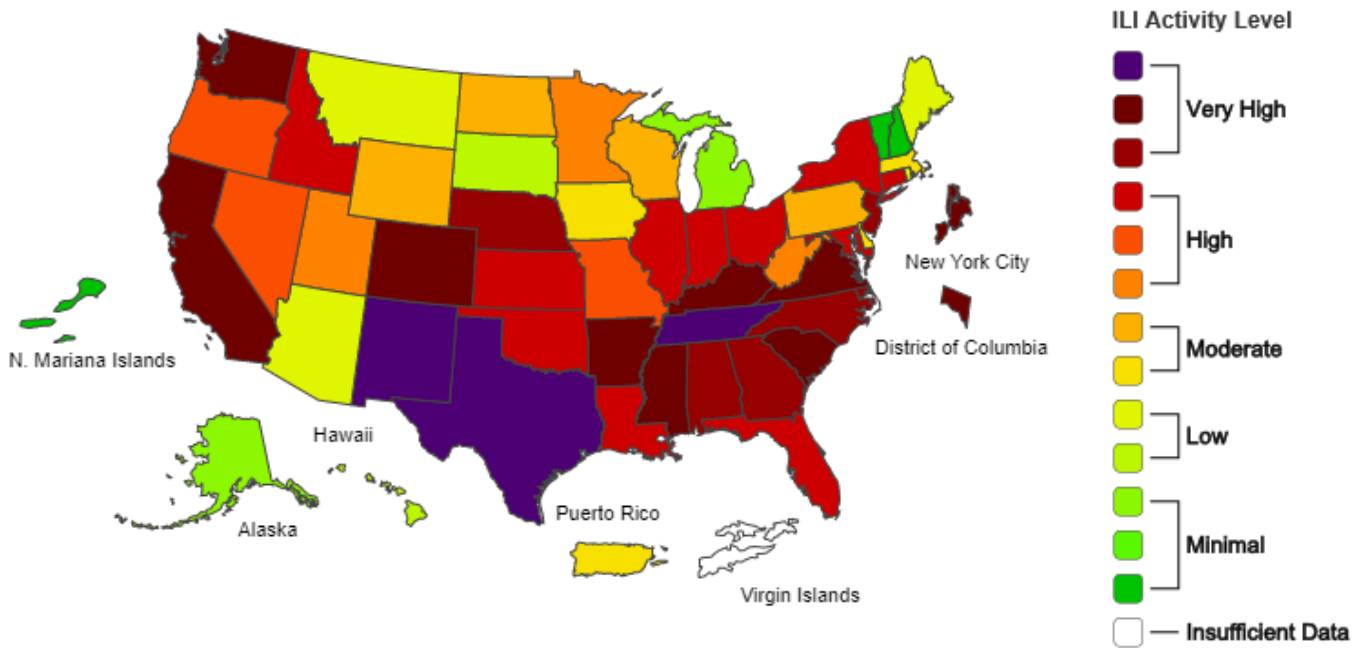 ILI Activity Level
Very High
High
Moderate
Low
Minimal
Insufficient Data
New York City
District of Columbia
N. Mariana Islands
Hawaii
Alaska
Puerto Rico
Virgin Islands